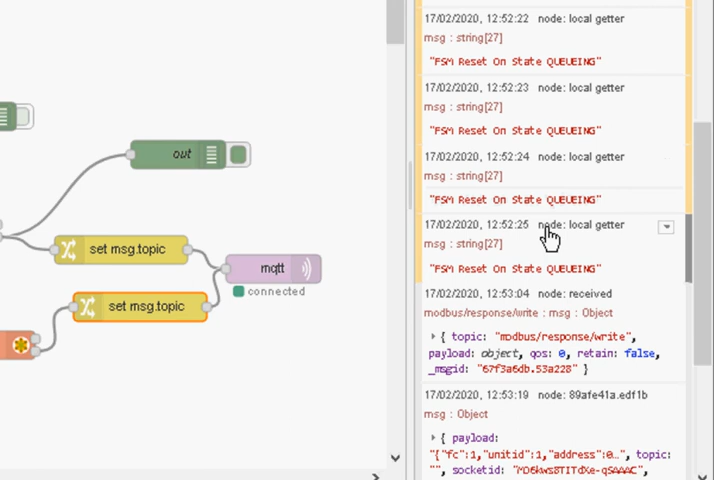 17/02/2020, 12:52:22 node: local getter
msg : string[27]
"FSM Reset On State QUEUEING"
17/02/2020, 12:52:23 node: local getter
msg : string[27]
"FSM Reset On State QUEUEING"
17/02/2020, 12:52:24 node: local getter
msg : string[27]
"FSM Reset On State QUEUEING"
17/02/2020, 12:52:25 node: local getter
msg : string[27]
"FSM Reset On State QUEUEING"
17/02/2020, 12:53:04 node: received
modbus/response/write : msg : Object
{ topic: "modbus/response/write",
payload: object, qos: 0, retain: false,
_msgid: "67f3a6db.53a228" }
17/02/2020, 12:53:19 node: 89afe41a.edf1b
msg : Object
{ payload:
"{"fc":1,"unitid":1,"address":0…", topic:
"", socketid:
out
set msg.topic
mqtt
connected
set msg.topic